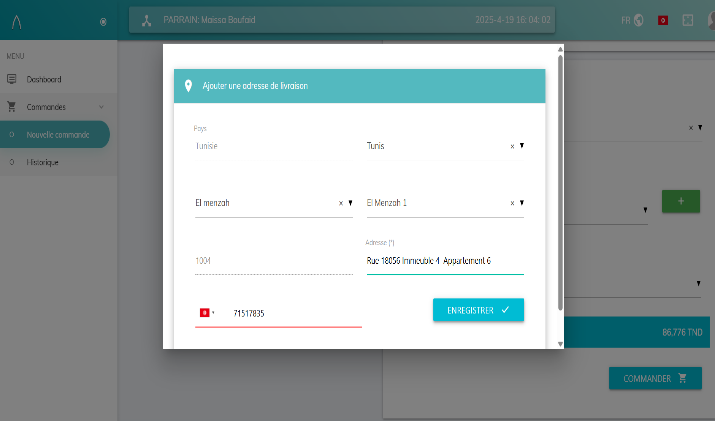 PARRAIN: Maissa Boufaid
2025-4-19 16: 04: 02
FR
MENU
Dashboard
Commandes
Nouvelle commande
Historique
Ajouter une adresse de livraison
Pays
Tunisie
Tunis
El menzah
El Menzah 1
1004
Adresse (*)
Rue 18056 Immeuble 4 Appartement 6
71517835
ENREGISTRER
86.776 TND
COMMANDER